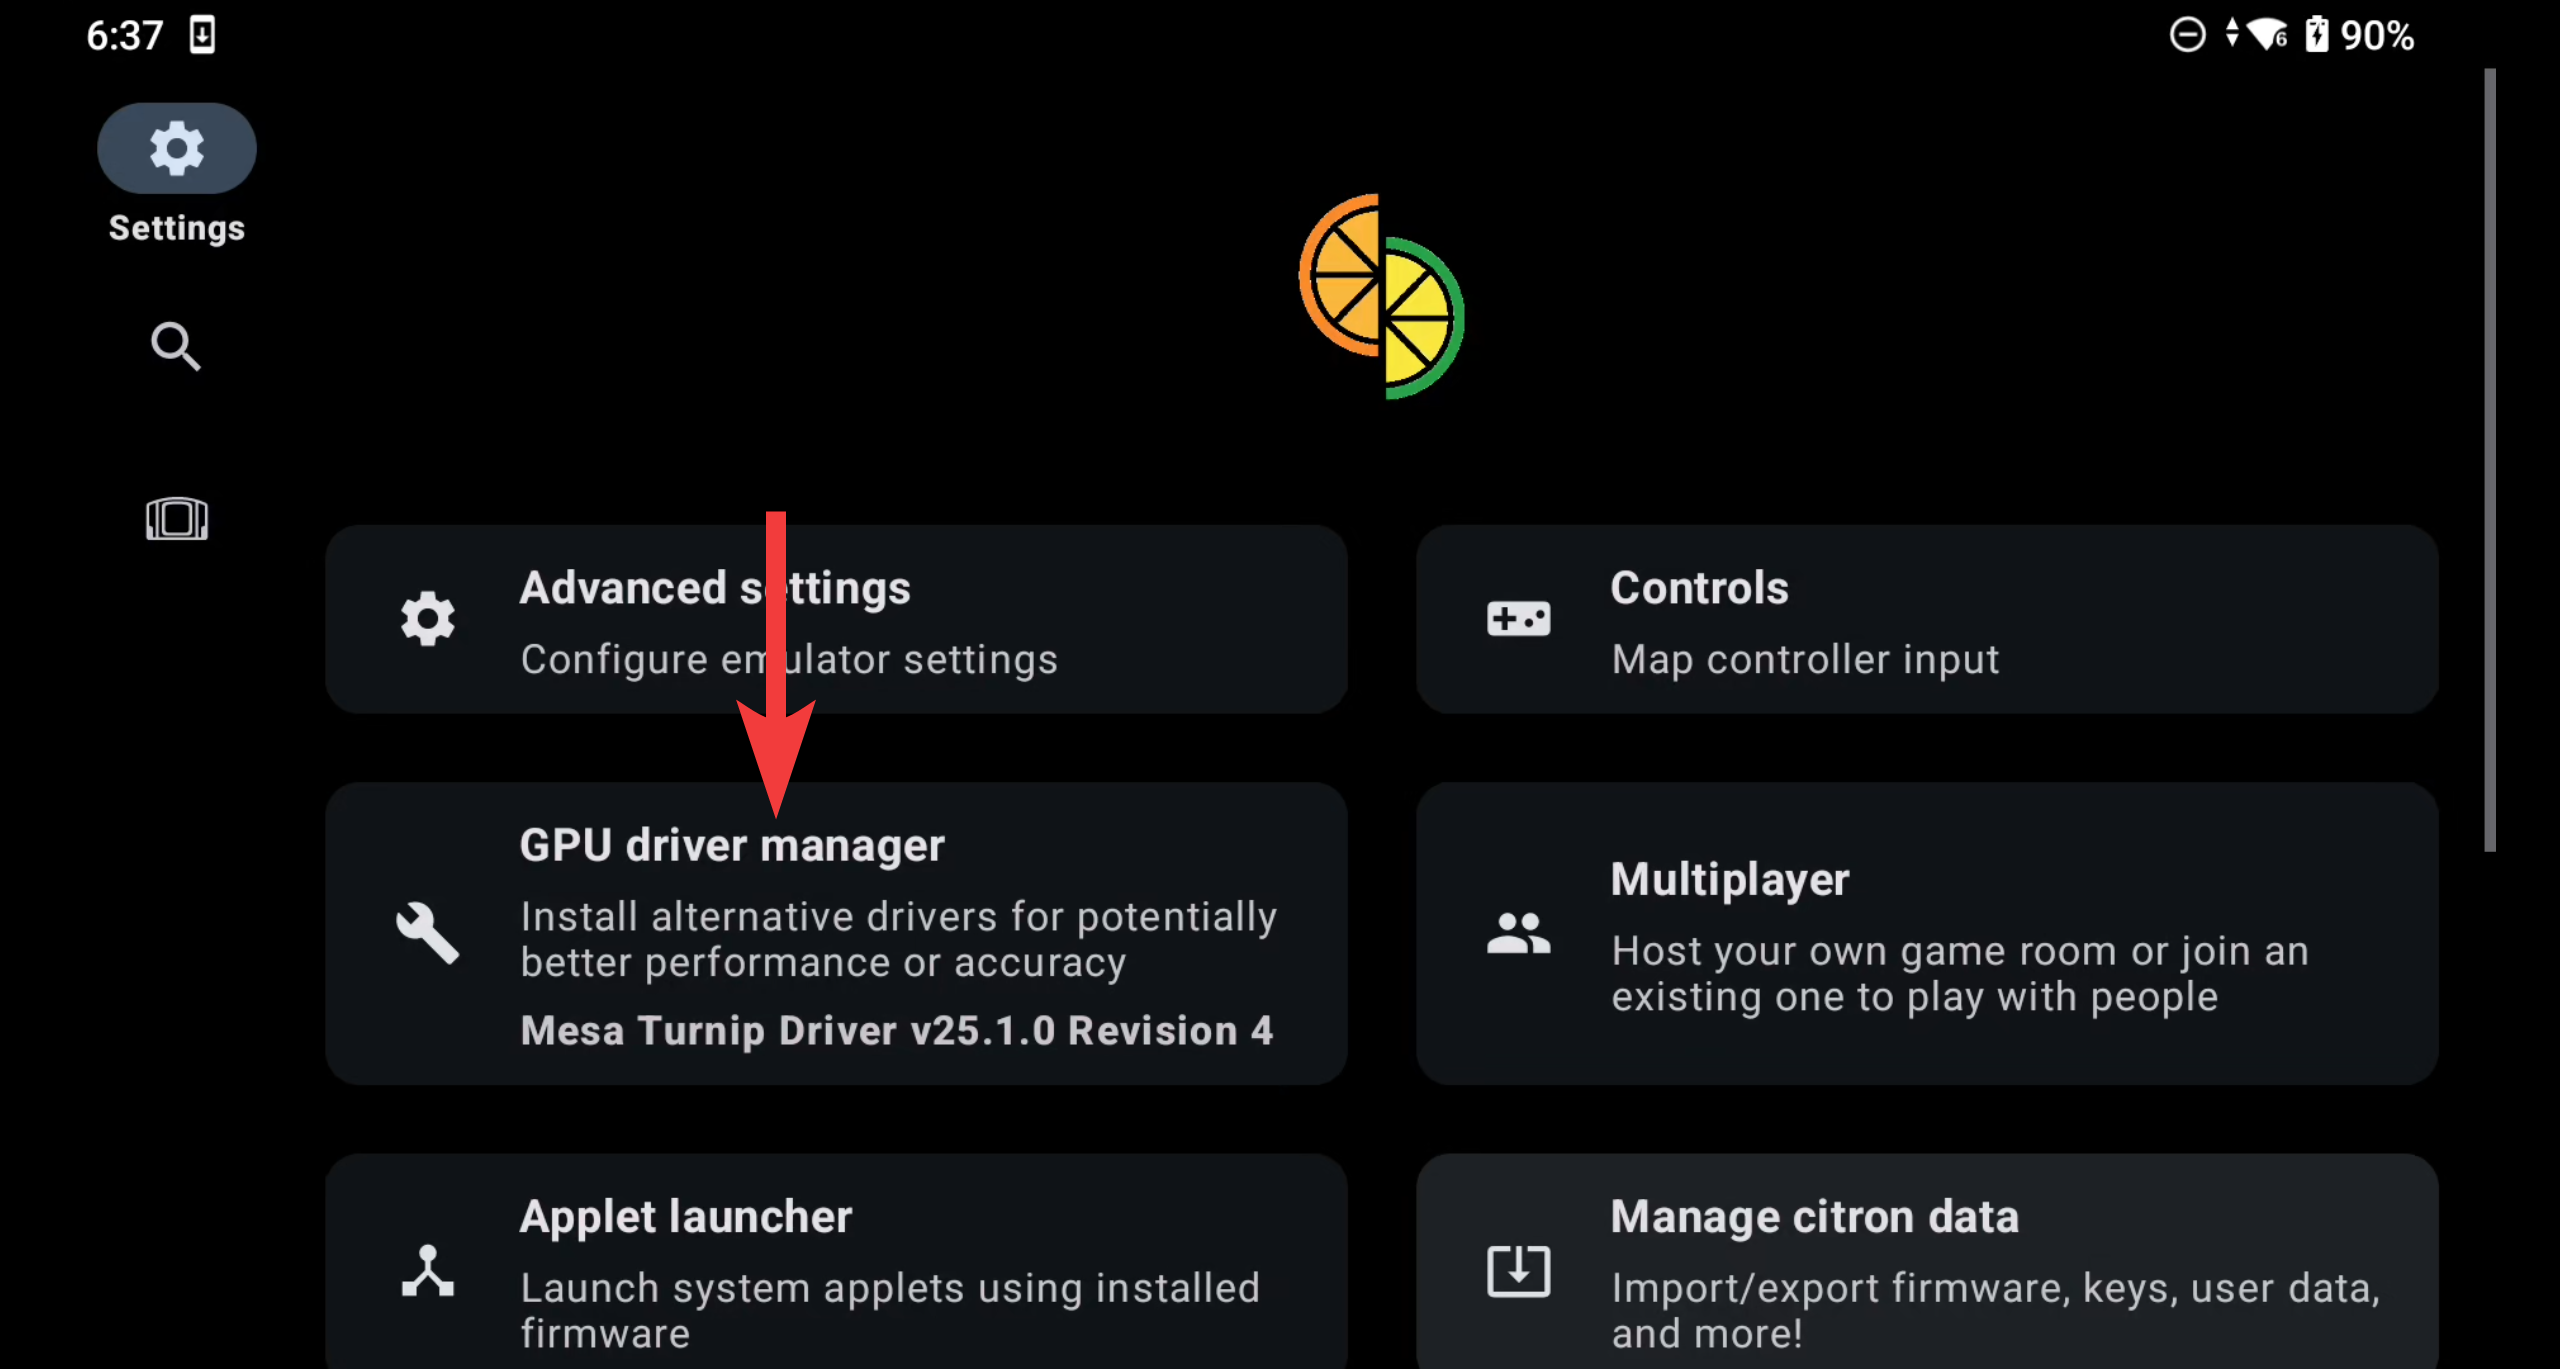 6:37
6 90%
Settings
Advanced settings
Configure emulator settings
Controls
Map controller input
GPU driver manager
Install alternative drivers for potentially
better performance or accuracy
Mesa Turnip Driver v25.1.0 Revision 4
Multiplayer
Host your own game room or join an
existing one to play with people
Applet launcher
Launch system applets using installed
firmware
Manage citron data
Import/export firmware, keys, user data,
and more!